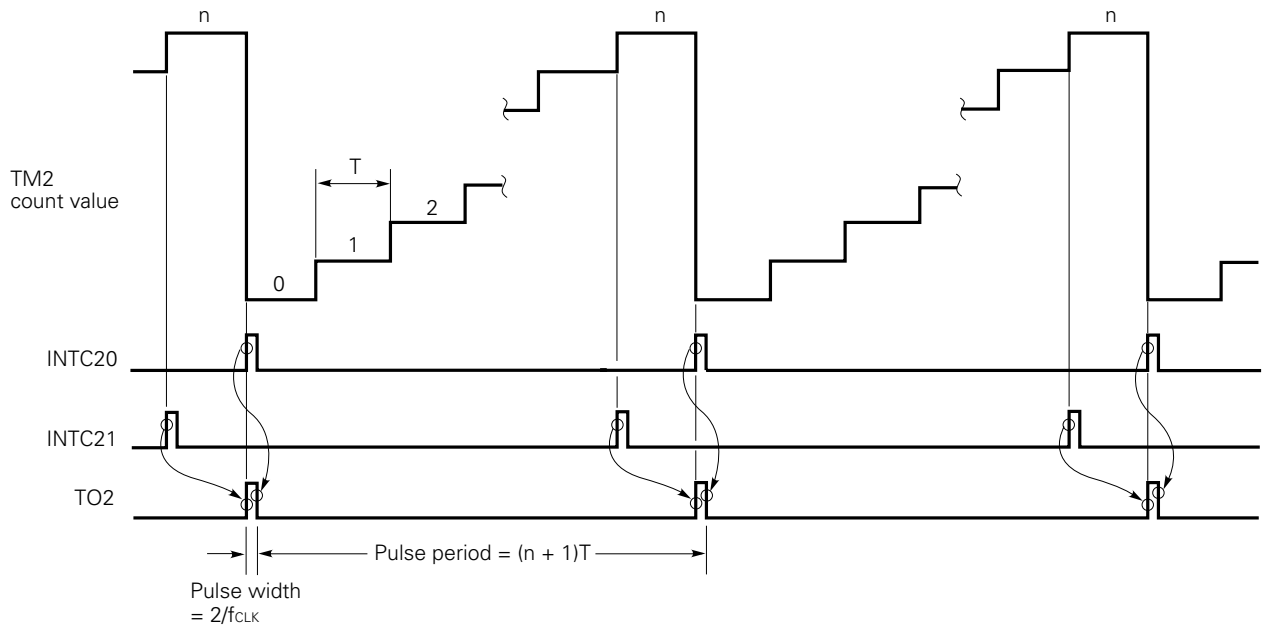 n n n
TM2
count value
T
2
1
0
INTC20
INTC21
TO2
Pulse period = (n + 1)T
Pulse width
= 2/fCLK